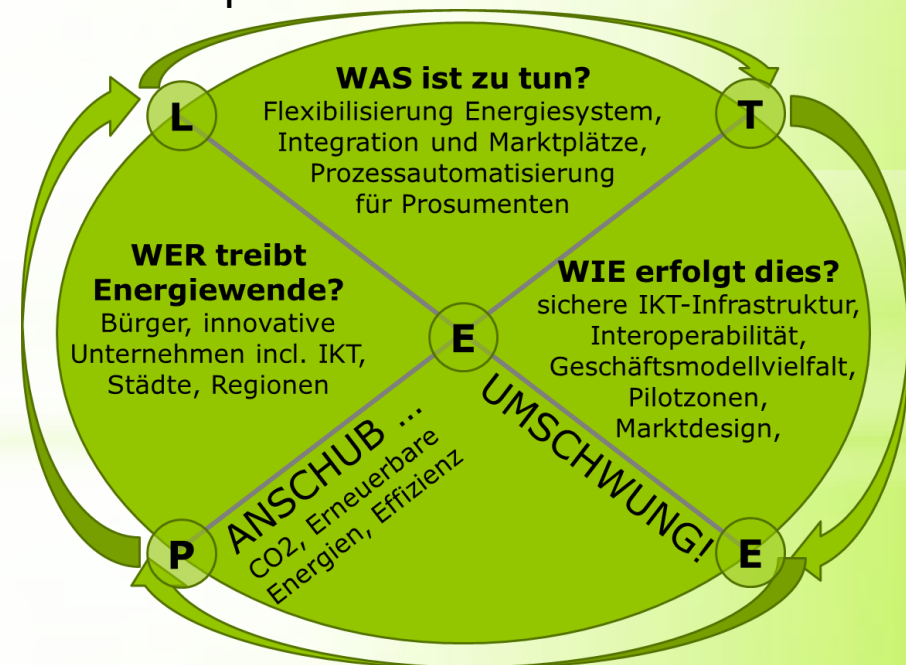 WAS ist zu tun?
Flexibilisierung Energiesystem,
Integration und Marktplätze,
Prozessautomatisierung
für Prosumenten
L
T
WER treibt
Energiewende?
Bürger, innovative
Unternehmen incl. IKT,
Städte, Regionen
WIE erfolgt dies?
sichere IKT-Infrastruktur,
Interoperabilität,
Geschäftsmodellvielfalt,
Pilotzonen,
Marktdesign,
E
ANSCHUB ...
CO2, Erneuerbare
Energien, Effizienz
UMSCHWUNG!
P
E